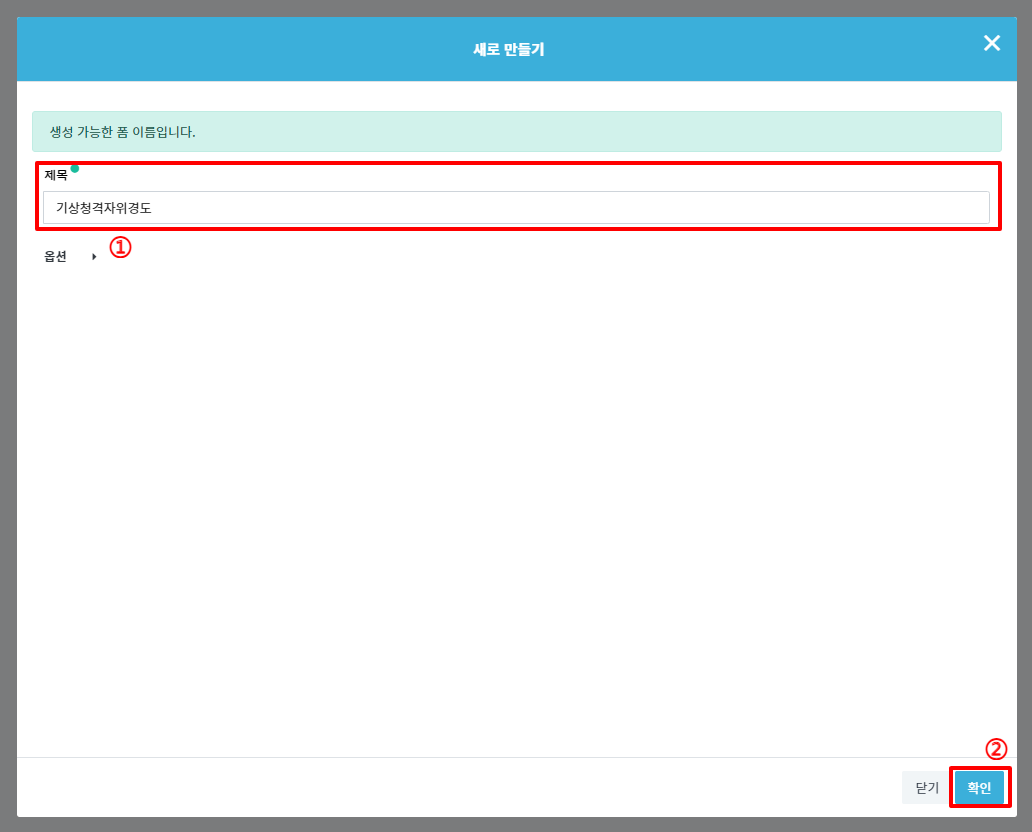 새로 만들기
생성 가능한 폼 이름입니다.
제목
기상청격자위경도
옵션 ①
②
닫기 확인